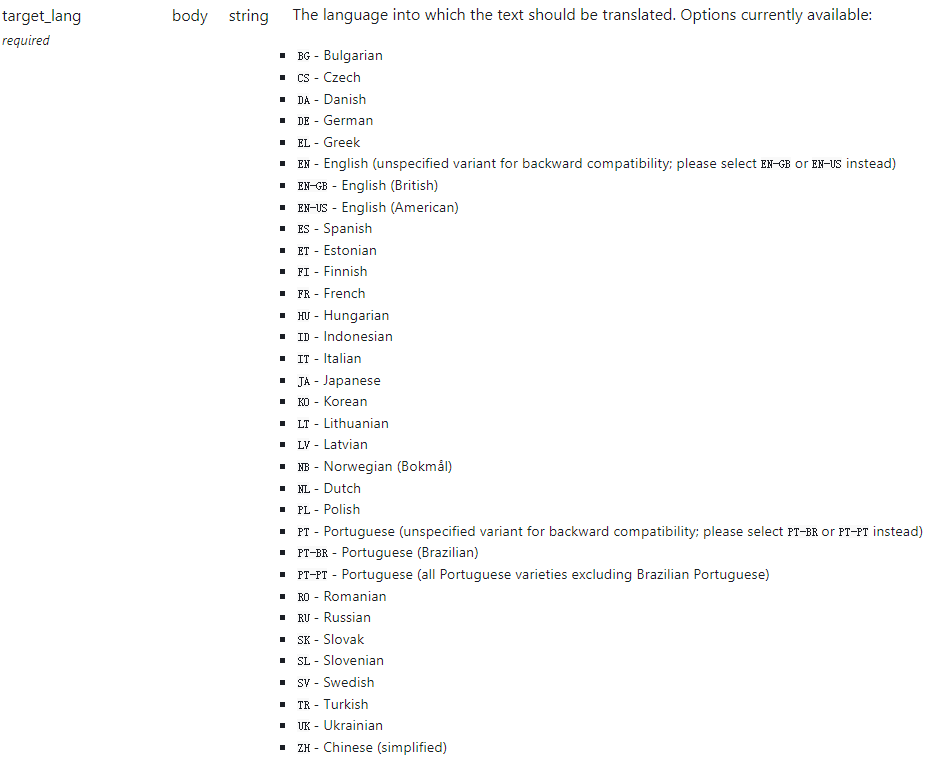 target_lang body string The language into which the text should be translated. Options currently available:
required
BG - Bulgarian
CS - Czech
DA - Danish
DE - German
EL - Greek
EN - English (unspecified variant for backward compatibility; please select EN-GB or EN-US instead)
EN-GB - English (British)
EN-US - English (American)
ES - Spanish
ET - Estonian
FI - Finnish
FR - French
HU - Hungarian
ID - Indonesian
IT - Italian
JA - Japanese
KO - Korean
LT - Lithuanian
LV - Latvian
NB - Norwegian (Bokmål)
NL - Dutch
PL - Polish
PT - Portuguese (unspecified variant for backward compatibility; please select PT-BR or PT-PT instead)
PT-BR - Portuguese (Brazilian)
PT-PT - Portuguese (all Portuguese varieties excluding Brazilian Portuguese)
RO - Romanian
RU - Russian
SK - Slovak
SL - Slovenian
SV - Swedish
TR - Turkish
UK - Ukrainian
ZH - Chinese (simplified)